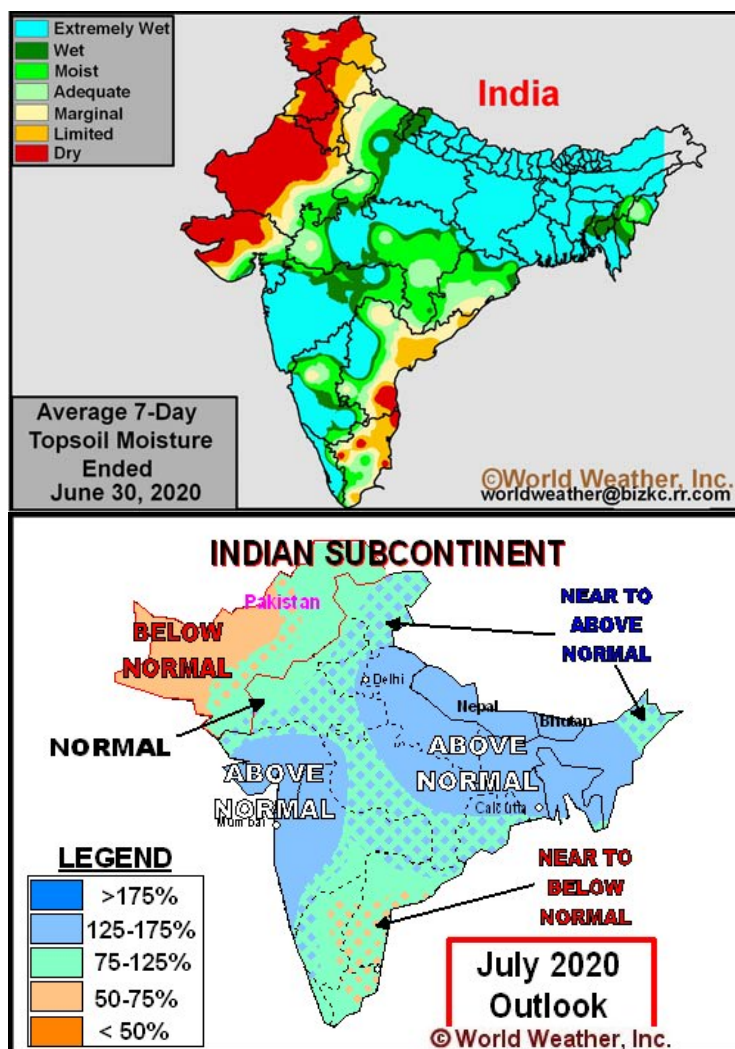 Extremely Wet
Wet
Moist
Adequate
Marginal
Limited
Dry
India
Average 7-Day
Topsoil Moisture
Ended
June 30, 2020
©World Weather, Inc.
worldweather@bizkc.rr.com
INDIAN SUBCONTINENT
Pakistan
BELOW
NORMAL
NEAR TO
ABOVE
NORMAL
Delhi
Nepal
Bhutan
NORMAL
ABOVE
NORMAL
ABOVE
NORMAL
Calcutta
Mumbai
LEGEND
>175%
125-175%
75-125%
50-75%
< 50%
NEAR TO
BELOW
NORMAL
July 2020
Outlook
© World Weather, Inc.